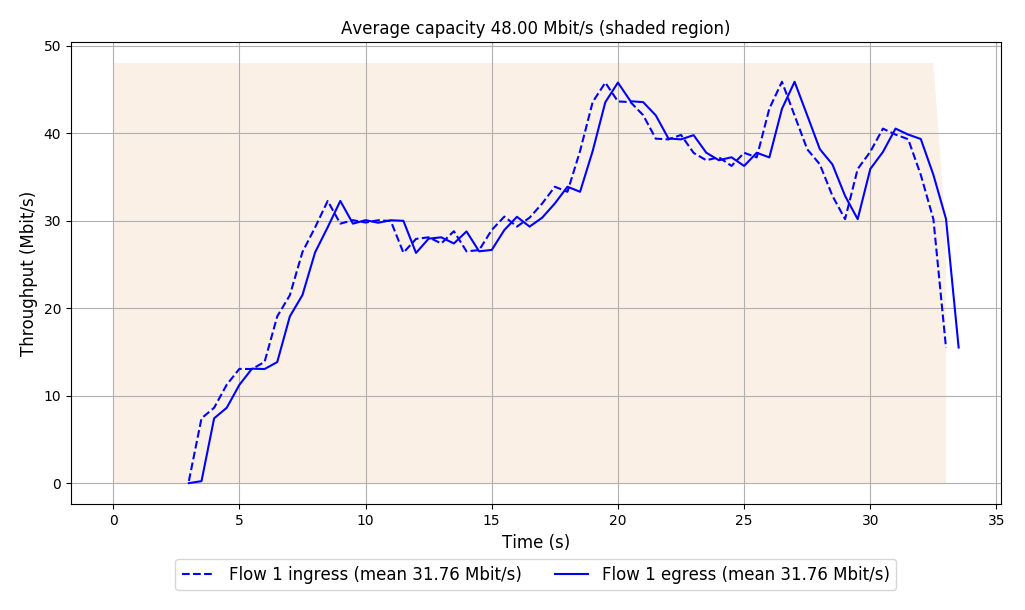 Average capacity 48.00 Mbit/s (shaded region)
Throughput (Mbit/s)
50
40
30
20
10
0
0 5 10 15 20 25 30 35
Time (s)
Flow 1 ingress (mean 31.76 Mbit/s) Flow 1 egress (mean 31.76 Mbit/s)